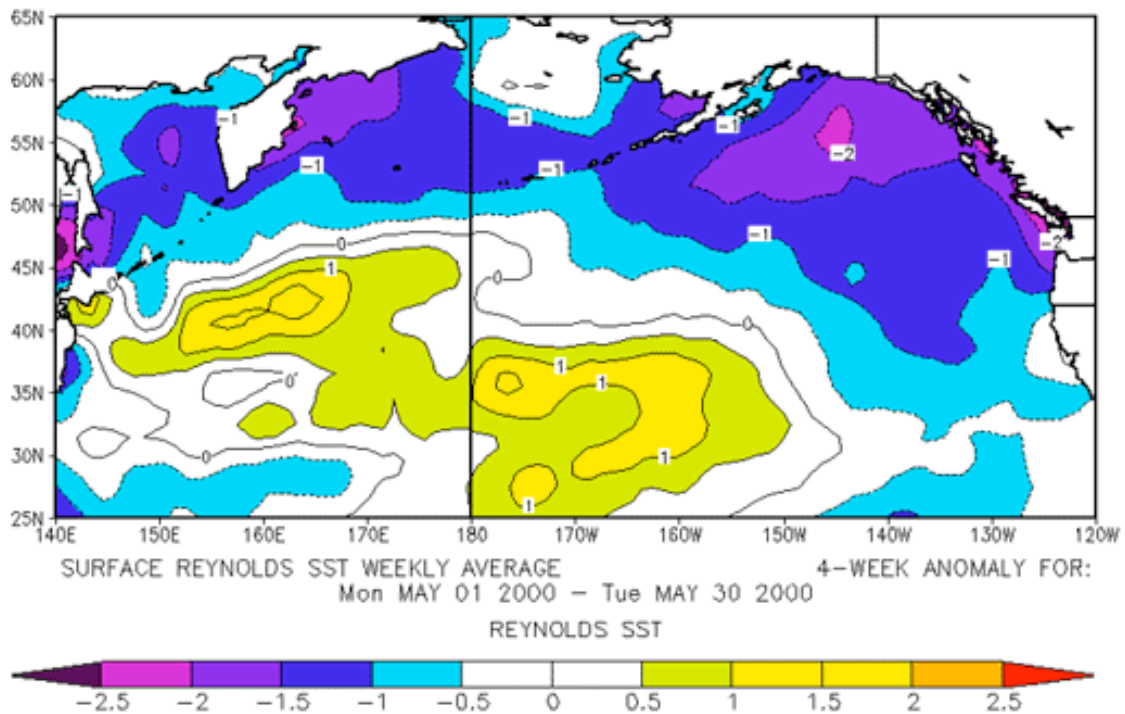 65N
60N
-1
-1
-1
-2
55N
-1
-1
-1
50N
-1
-2
0
45N
0
1
0
-1
40N
0
1
1
35N
0
1
30N
0
1
25N
1
140E 150E 160E 170E 180 170W 160W 150W 140W 130W 120W
SURFACE REYNOLDS SST WEEKLY AVERAGE 4-WEEK ANOMALY FOR:
Mon MAY 01 2000 - Tue MAY 30 2000
REYNOLDS SST
-2.5 -2 -1.5 -1 -0.5 0 0.5 1 1.5 2 2.5